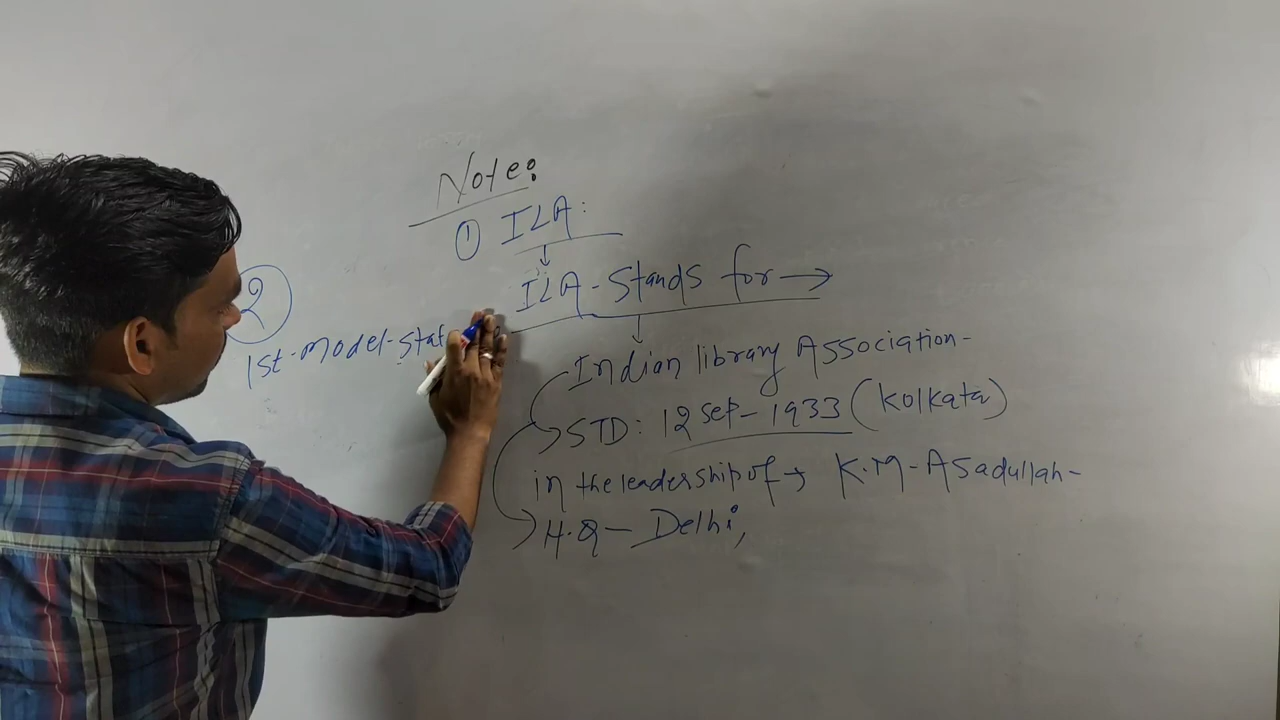 Note:
① ILA:
ILA - Stands for →
Indian library Association -
STD: 12 Sep - 1933 (Kolkata)
in the leadership of → K.M - Asadullah -
H.Q - Delhi,
2
1st - model - stat